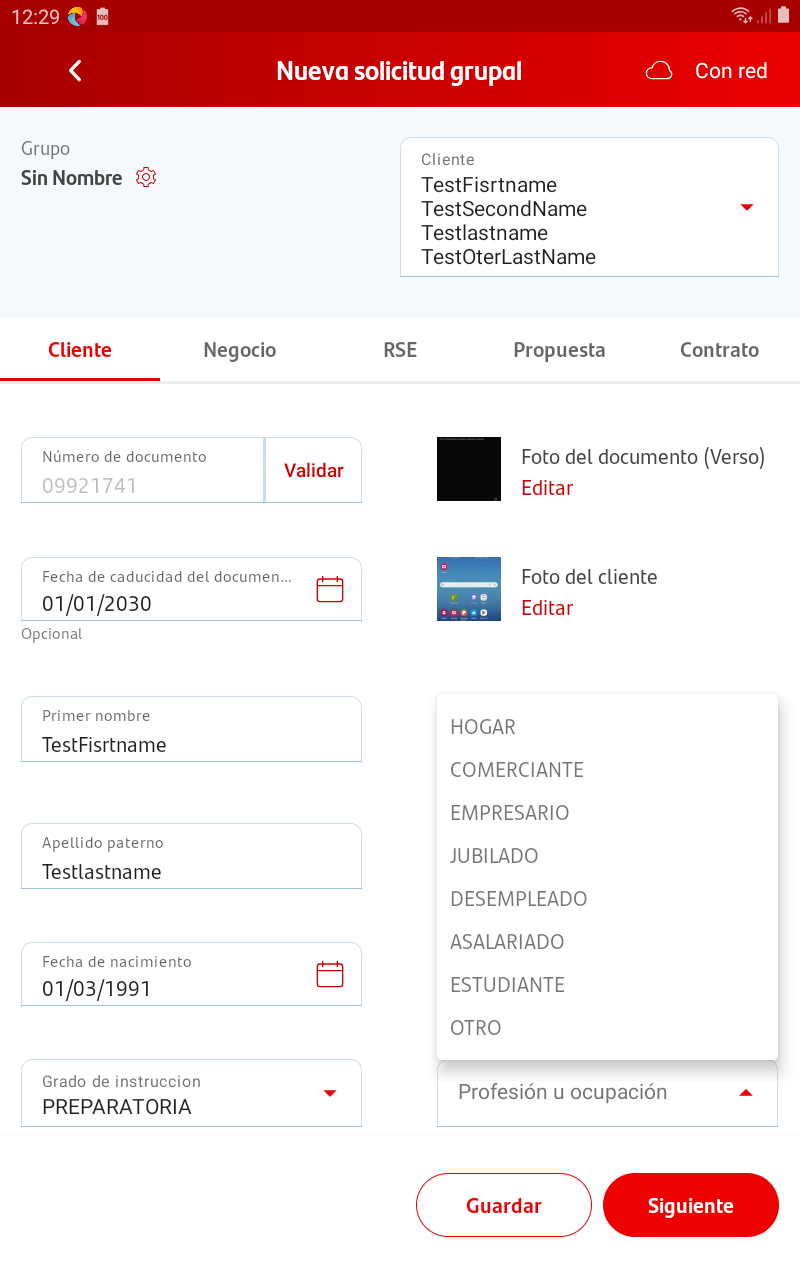 12:29
100
Nueva solicitud grupal
Con red
Grupo
Sin Nombre
Cliente
TestFisrtname
TestSecondName
Testlastname
TestOterLastName
Cliente
Negocio
RSE
Propuesta
Contrato
Número de documento
09921741
Validar
Foto del documento (Verso)
Editar
Fecha de caducidad del documen...
01/01/2030
Opcional
Foto del cliente
Editar
Primer nombre
TestFisrtname
Apellido paterno
Testlastname
Fecha de nacimiento
01/03/1991
Grado de instruccion
PREPARATORIA
HOGAR
COMERCIANTE
EMPRESARIO
JUBILADO
DESEMPLEADO
ASALARIADO
ESTUDIANTE
OTRO
Profesión u ocupación
Guardar
Siguiente